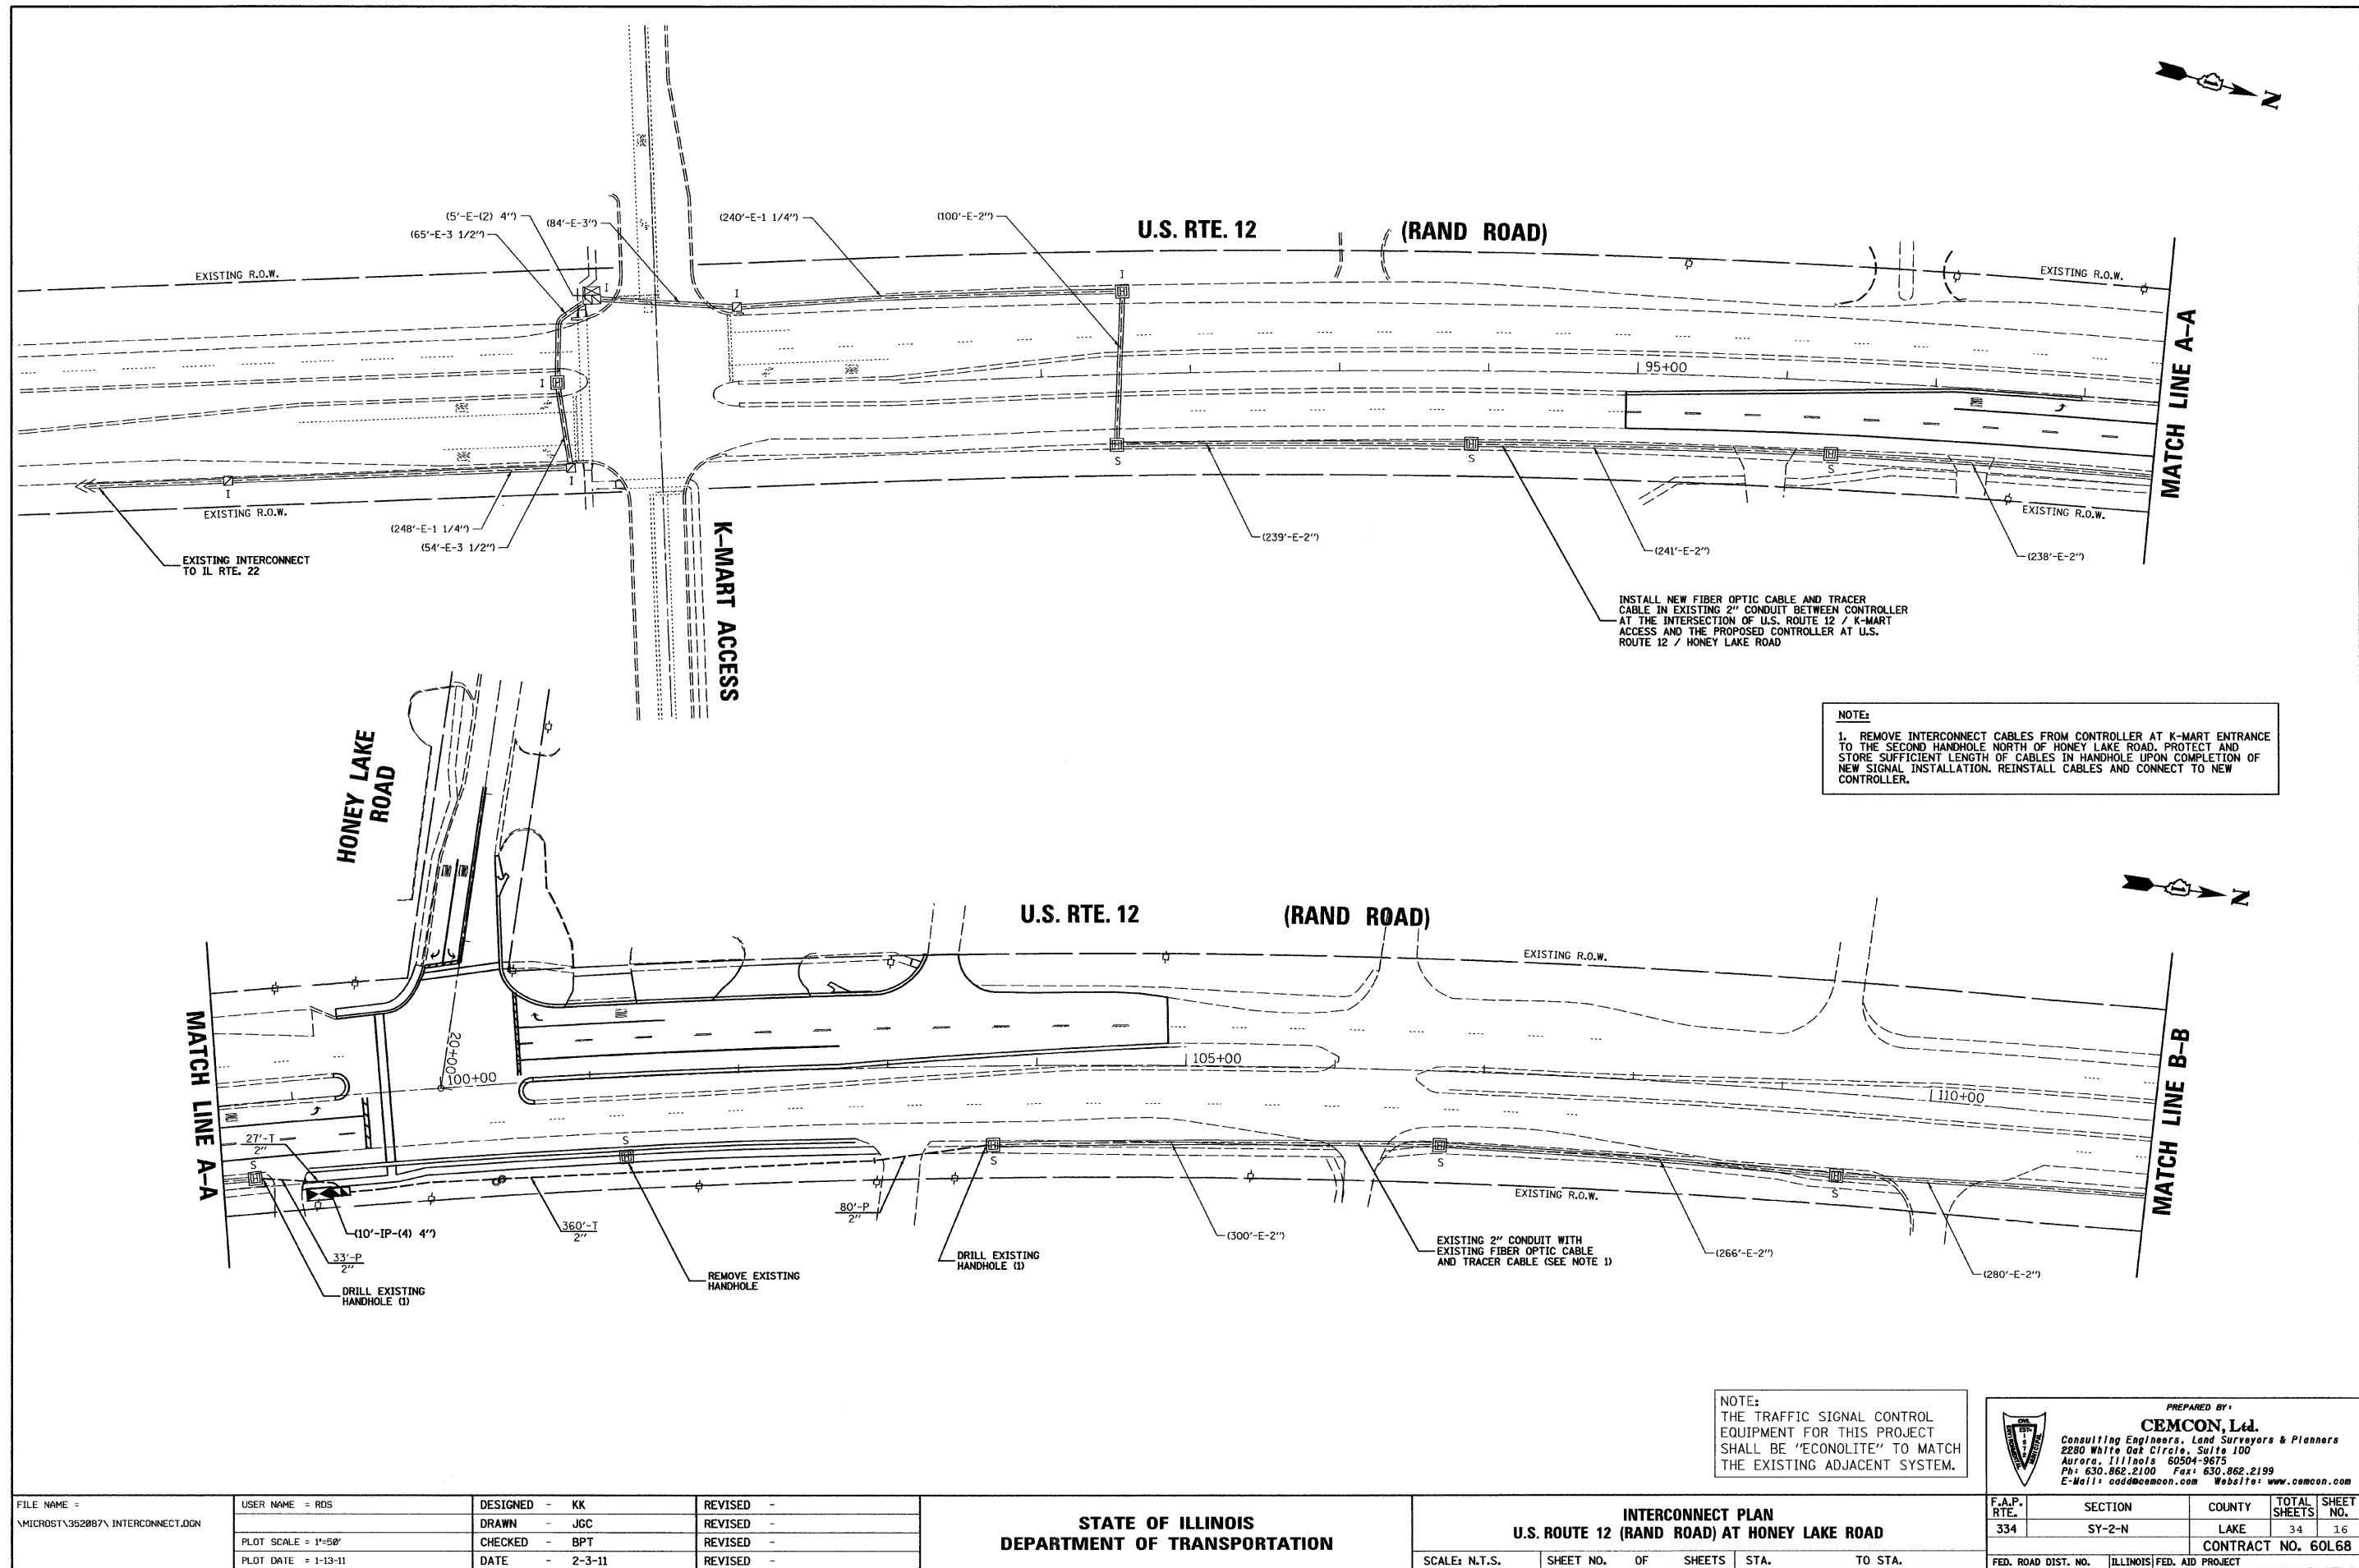 N
(5'-E-(2) 4")
(65'-E-3 1/2")
(84'-E-3")
(240'-E-1 1/4")
(100'-E-2")
U.S. RTE. 12 (RAND ROAD)
EXISTING R.O.W.
EXISTING R.O.W.
I
I
I
I
I
I
95+00
S
S
S
MATCH LINE A-A
EXISTING R.O.W.
EXISTING R.O.W.
(248'-E-1 1/4")
(54'-E-3 1/2")
(239'-E-2")
(241'-E-2")
(238'-E-2")
EXISTING INTERCONNECT
TO IL RTE. 22
K-MART ACCESS
INSTALL NEW FIBER OPTIC CABLE AND TRACER
CABLE IN EXISTING 2" CONDUIT BETWEEN CONTROLLER
AT THE INTERSECTION OF U.S. ROUTE 12 / K-MART
ACCESS AND THE PROPOSED CONTROLLER AT U.S.
ROUTE 12 / HONEY LAKE ROAD
NOTE:
1. REMOVE INTERCONNECT CABLES FROM CONTROLLER AT K-MART ENTRANCE
TO THE SECOND HANDHOLE NORTH OF HONEY LAKE ROAD. PROTECT AND
STORE SUFFICIENT LENGTH OF CABLES IN HANDHOLE UPON COMPLETION OF
NEW SIGNAL INSTALLATION. REINSTALL CABLES AND CONNECT TO NEW
CONTROLLER.
HONEY LAKE
ROAD
N
U.S. RTE. 12 (RAND ROAD)
EXISTING R.O.W.
MATCH LINE A-A
20+00
100+00
105+00
110+00
MATCH LINE B-B
27'-T
2"
S
S
S
S
S
EXISTING R.O.W.
(10'-IP-(4) 4")
33'-P
2"
360'-T
2"
80'-P
2"
(300'-E-2")
(266'-E-2")
(280'-E-2")
DRILL EXISTING
HANDHOLE (1)
REMOVE EXISTING
HANDHOLE
DRILL EXISTING
HANDHOLE (1)
EXISTING 2" CONDUIT WITH
EXISTING FIBER OPTIC CABLE
AND TRACER CABLE (SEE NOTE 1)
NOTE:
THE TRAFFIC SIGNAL CONTROL
EQUIPMENT FOR THIS PROJECT
SHALL BE "ECONOLITE" TO MATCH
THE EXISTING ADJACENT SYSTEM.
PREPARED BY:
CEMCON, Ltd.
Consulting Engineers, Land Surveyors & Planners
2280 White Oak Circle, Suite 100
Aurora, Illinois 60504-9675
Ph: 630.862.2100 Fax: 630.862.2199
E-Mail: cadd@cemcon.com Website: www.cemcon.com
FILE NAME =
\MICROST\352087\ INTERCONNECT.DGN
USER NAME = RDS
PLOT SCALE = 1"=50'
PLOT DATE = 1-13-11
DESIGNED - KK
DRAWN - JGC
CHECKED - BPT
DATE - 2-3-11
REVISED -
REVISED -
REVISED -
REVISED -
STATE OF ILLINOIS
DEPARTMENT OF TRANSPORTATION
INTERCONNECT PLAN
U.S. ROUTE 12 (RAND ROAD) AT HONEY LAKE ROAD
SCALE: N.T.S. SHEET NO. OF SHEETS STA. TO STA.
F.A.P. RTE. SECTION COUNTY TOTAL SHEETS SHEET NO.
334 SY-2-N LAKE 34 16
CONTRACT NO. 60L68
FED. ROAD DIST. NO. ILLINOIS FED. AID PROJECT